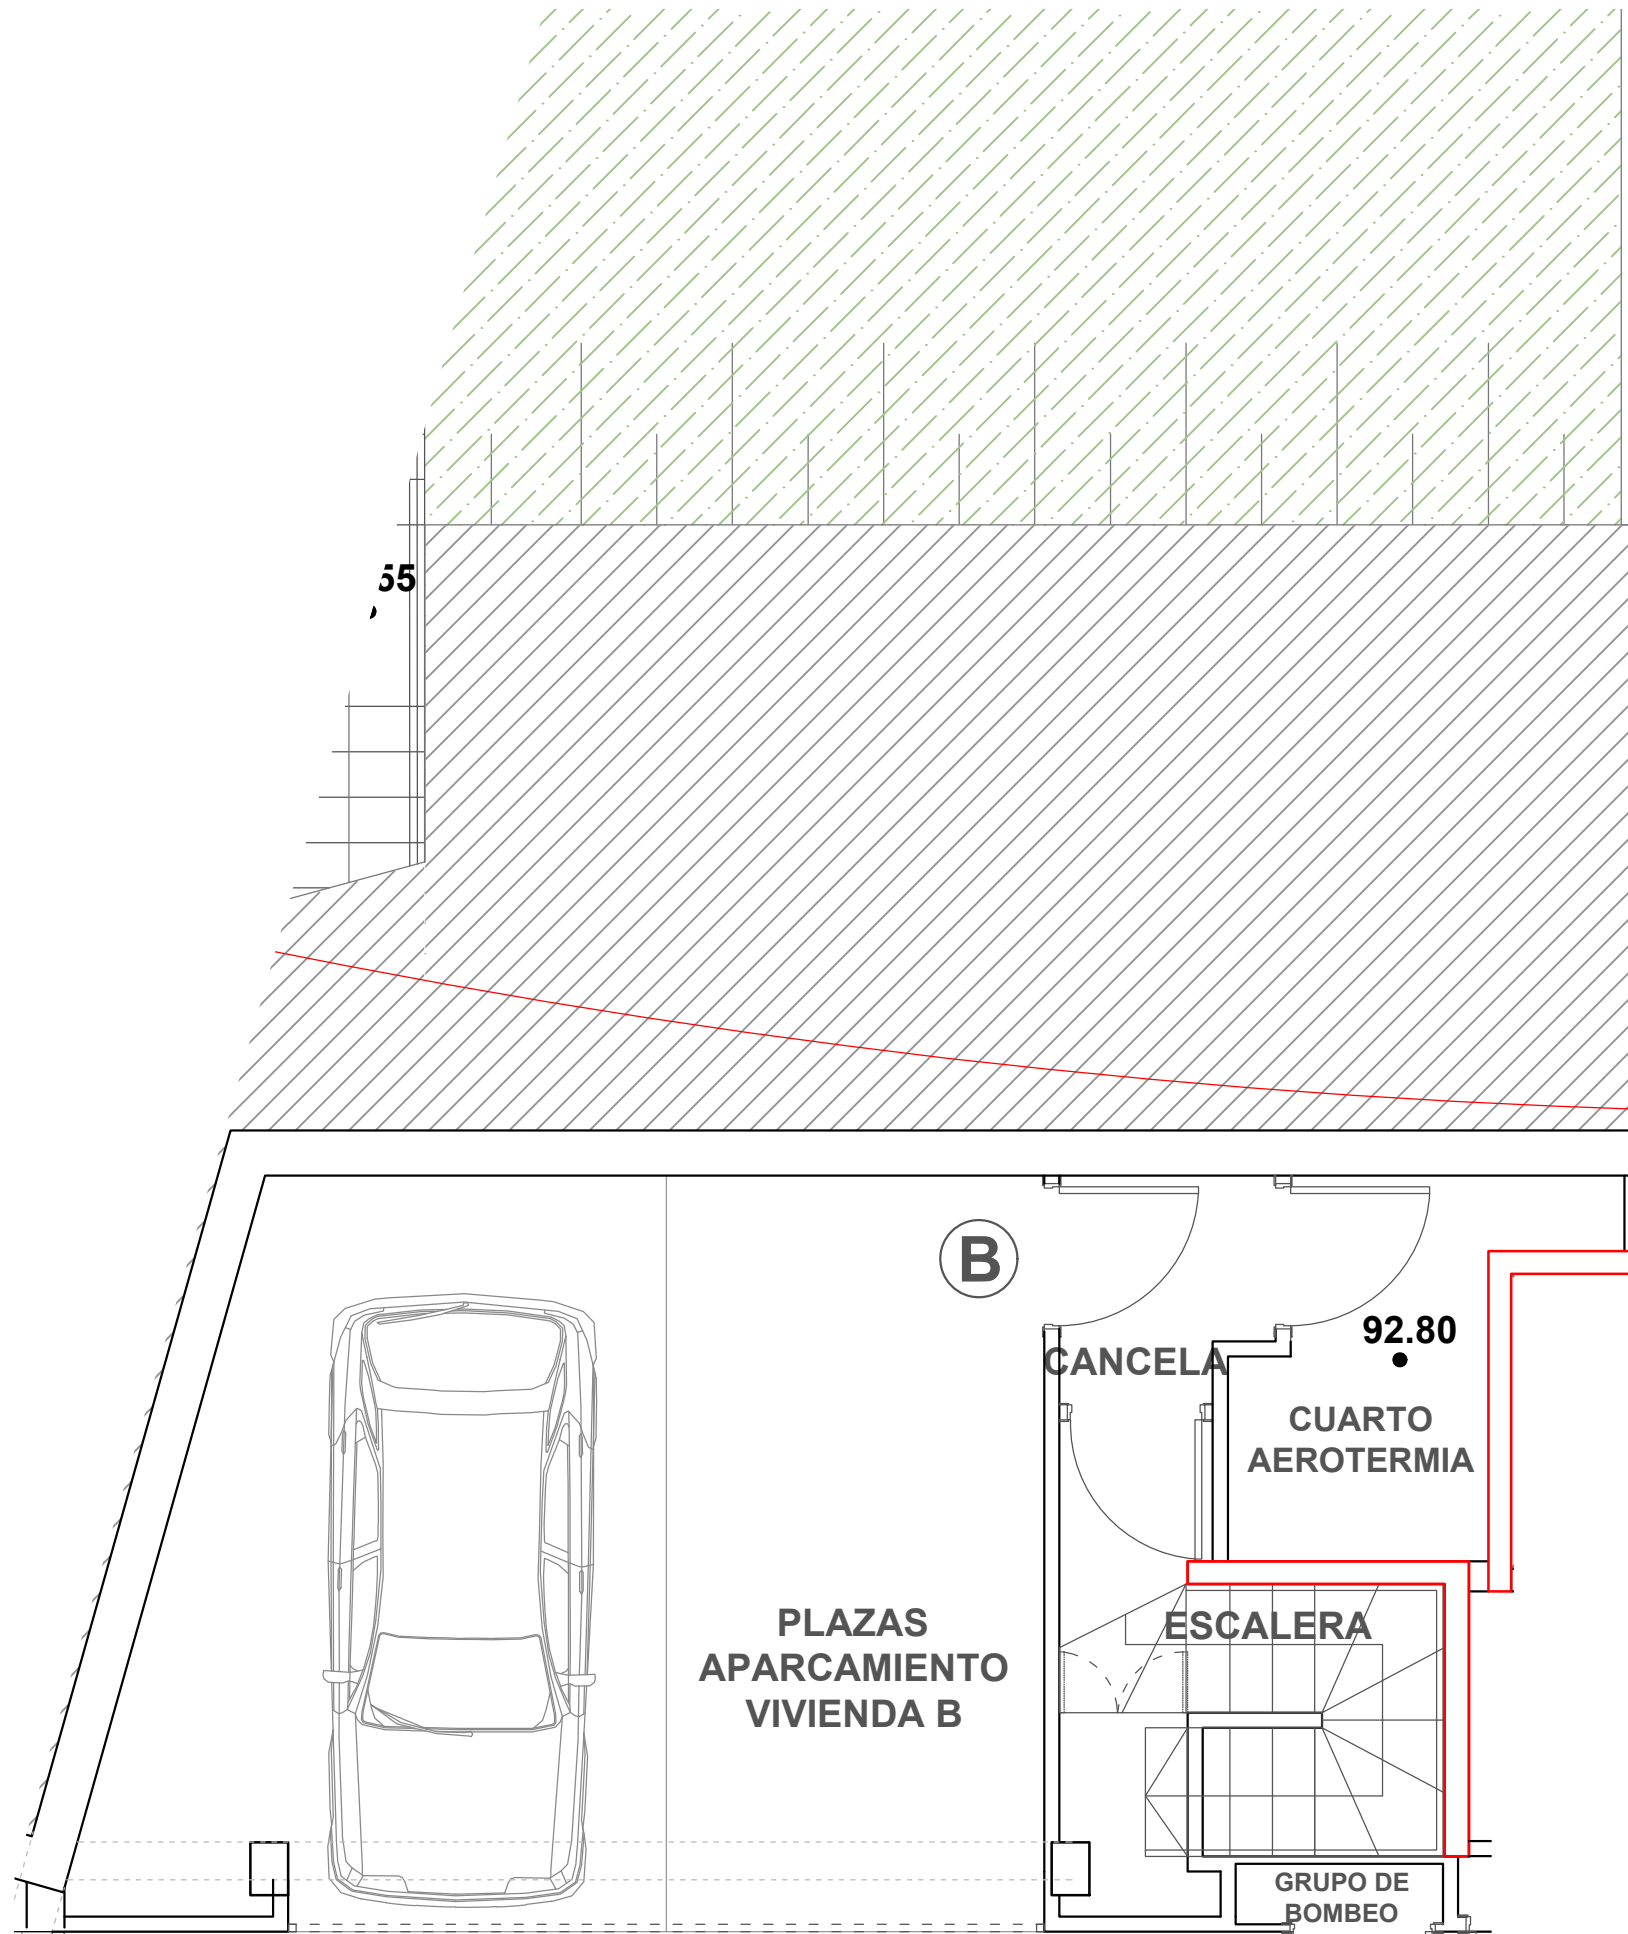 55
B
92.80
CANCELA
CUARTO
AEROTERMIA
PLAZAS
APARCAMIENTO
VIVIENDA B
ESCALERA
GRUPO DE
BOMBEO